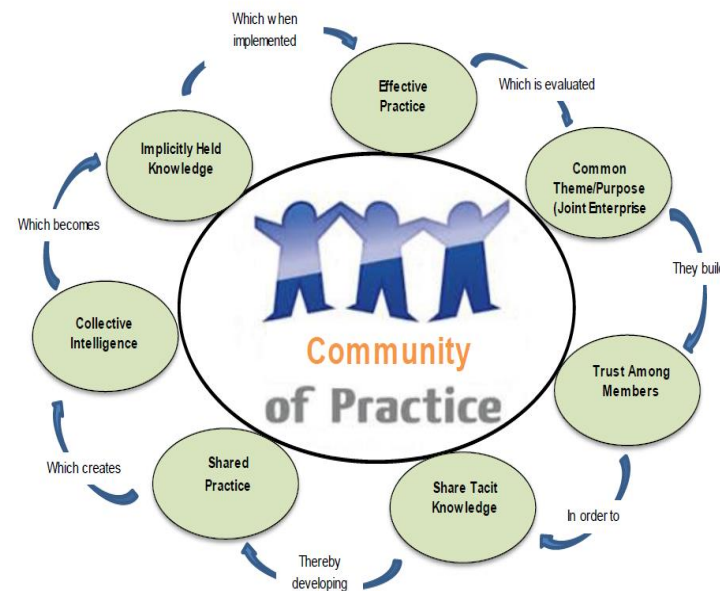 Which when
implemented
Effective
Practice
Which is evaluated
Common
Theme/Purpose
(Joint Enterprise
They buil
Trust Among
Members
In order to
Share Tacit
Knowledge
Thereby
developing
Shared
Practice
Which creates
Collective
Intelligence
Which becomes
Implicitly Held
Knowledge
Community
of Practice